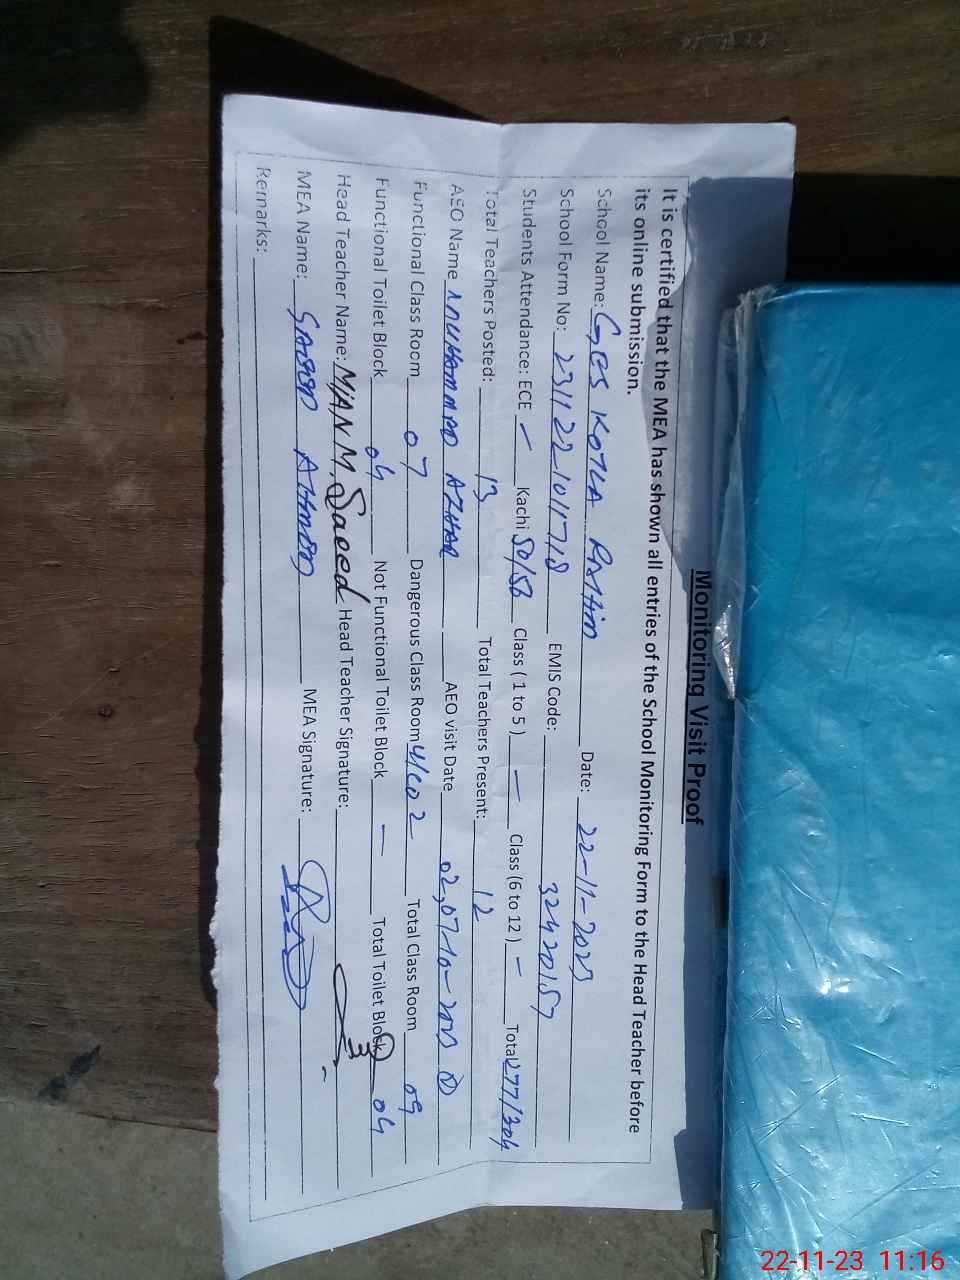 Monitoring Visit Proof
It is certified that the MEA has shown all entries of the School Monitoring Form to the Head Teacher before
its online submission.
School Name: GES KOTLA RAHIM Date: 22-11-2023
School Form No: EMIS Code: 32420157
Students Attendance: ECE – Kachi 50/58 Class ( 1 to 5 ) – Class (6 to 12 ) – Total 277/304
Total Teachers Posted: 13 Total Teachers Present: 12
AEO Name MUHAMMAD AZHAR AEO visit Date 02,07-10-2023
Functional Class Room 07 Dangerous Class Room 02 Total Class Room 09
Functional Toilet Block 04 Not Functional Toilet Block – Total Toilet Block 04
Head Teacher Name: MIAN M. Saeed Head Teacher Signature:
MEA Name: SAEED AHMED MEA Signature:
Remarks:
22-11-23 11:16